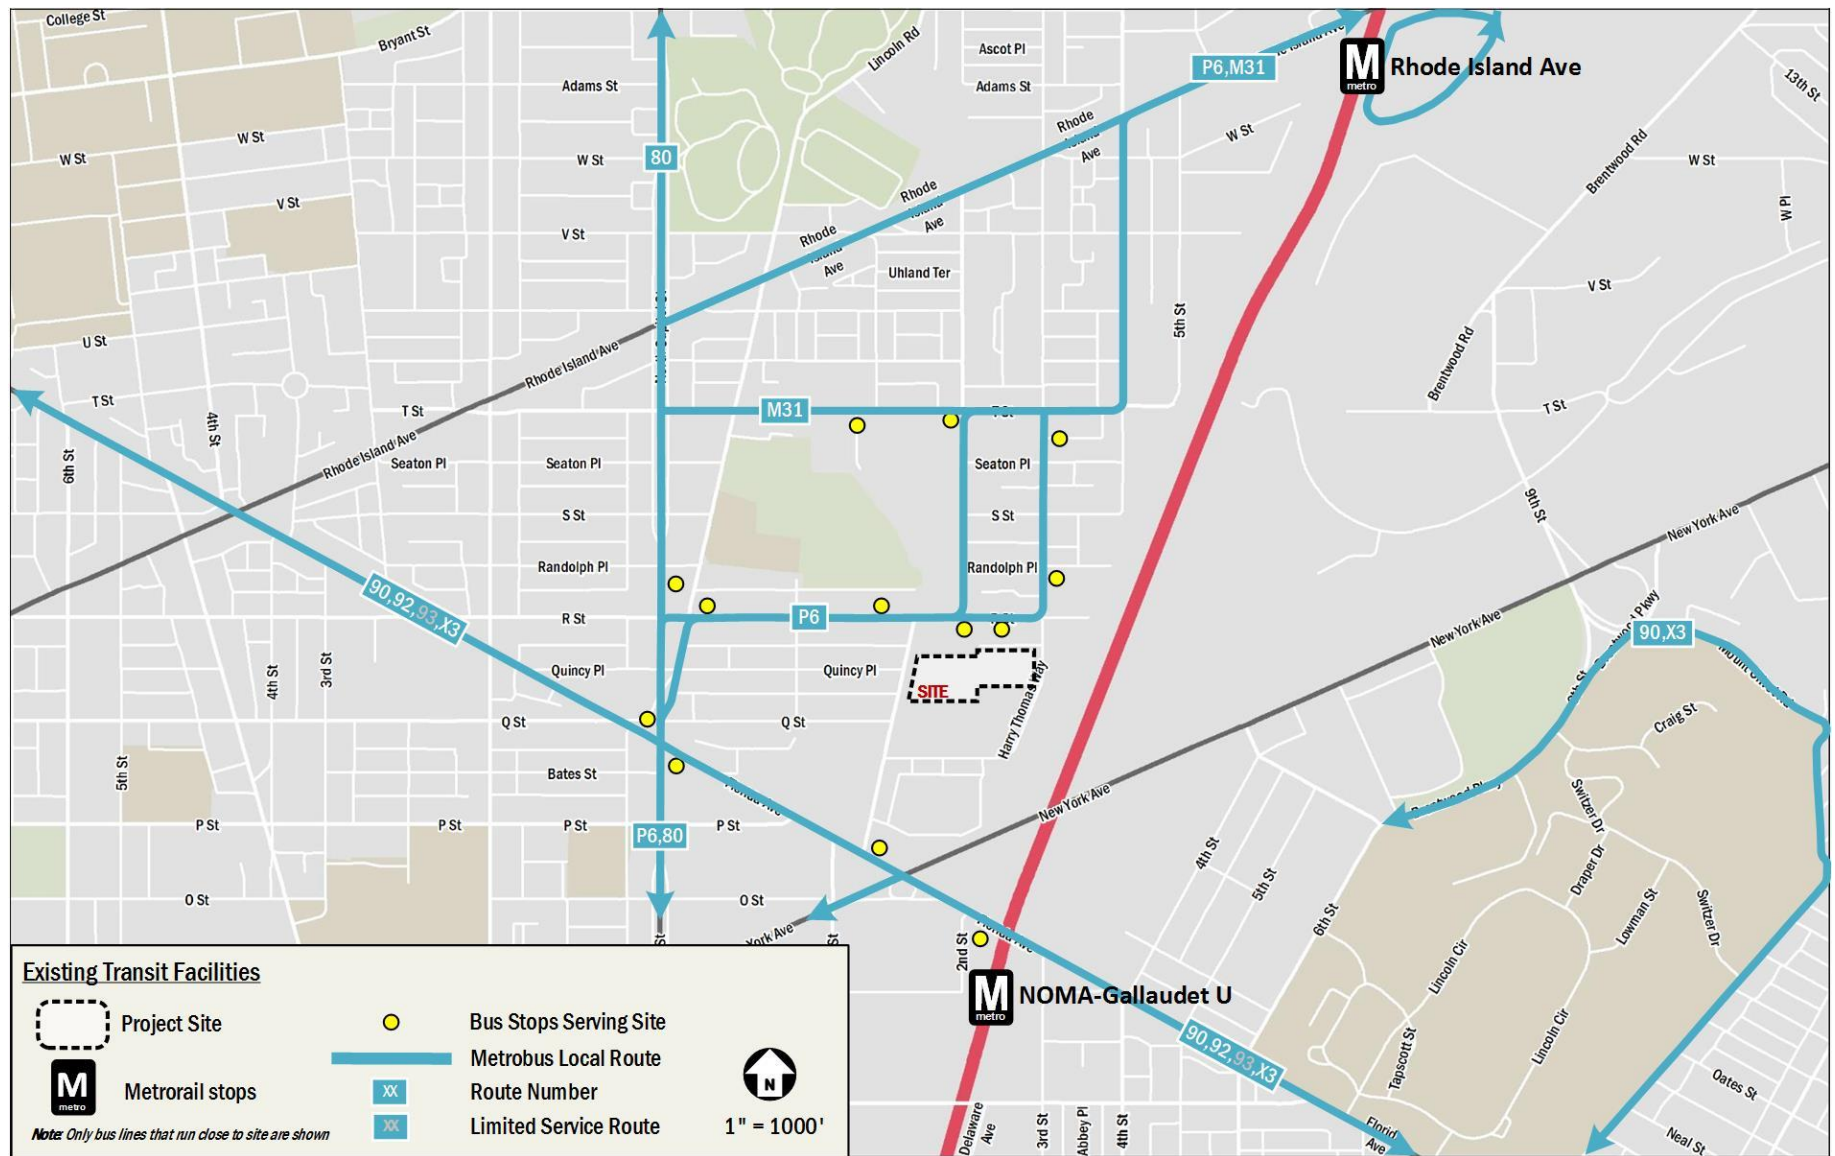 College St
Bryant St
Lincoln Rd
Ascot Pl
P6,M31
M
metro
Rhode Island Ave
13th St
Adams St
Adams St
W St
W St
W St
80
Rhode
Island
Ave
W St
Brentwood Rd
W St
W Pl
V St
V St
Rhode
Island
Ave
Rhode
Island
Ave
Uhland Ter
V St
5th St
U St
Rhode Island Ave
Brentwood Rd
T St
4th St
T St
M31
T St
T St
6th St
Rhode Island Ave
Seaton Pl
Seaton Pl
Seaton Pl
9th St
New York Ave
S St
S St
Randolph Pl
Randolph Pl
90,92,93,X3
R St
P6
New York Ave
90,X3
4th St
3rd St
Quincy Pl
Quincy Pl
SITE
Harry Thomas Way
Q St
Q St
Craig St
5th St
Bates St
Florida Ave
New York Ave
Switzer Dr
P St
P St
P St
P6,80
P St
4th St
5th St
Draper Dr
O St
O St
York Ave
St
St
2nd St
6th St
Lowman St
Switzer Dr
Lincoln Cir
M
metro
NOMA-Gallaudet U
90,92,93,X3
Tapscott St
Lincoln Cir
Oates St
Neal St
Delaware
Ave
3rd St
Abbey Pl
4th St
Florid
Ave
Existing Transit Facilities
Project Site
Bus Stops Serving Site
Metrobus Local Route
M
metro
Metrorail stops
XX
Route Number
XX
Limited Service Route
N
1" = 1000'
Note: Only bus lines that run close to site are shown